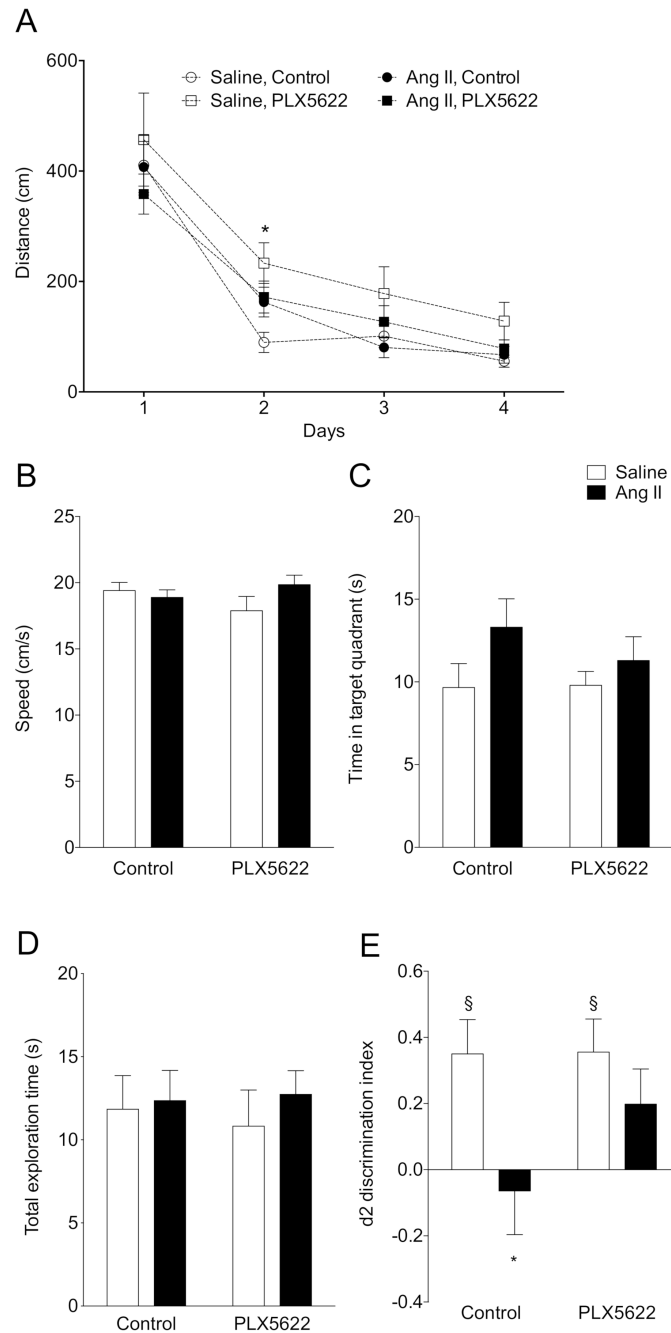 A
600
400
200
0
Distance (cm)
Saline, Control
Ang II, Control
Saline, PLX5622
Ang II, PLX5622
*
1 2 3 4
Days
B
25
20
15
10
5
0
Speed (cm/s)
Control PLX5622
C
Saline
Ang II
20
15
10
5
0
Time in target quadrant (s)
Control PLX5622
D
20
15
10
5
0
Total exploration time (s)
Control PLX5622
E
0.6
0.4
0.2
0.0
-0.2
-0.4
d2 discrimination index
§ §
*
Control PLX5622